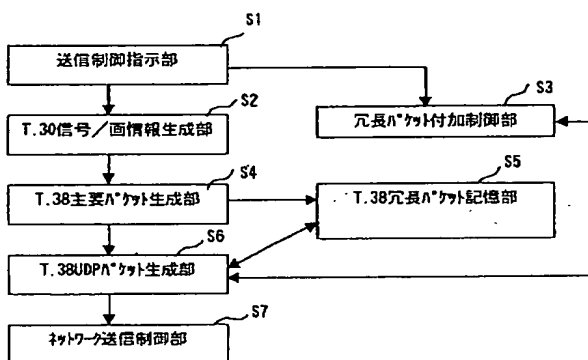 S1
送信制御指示部
S2
T.30信号／画情報生成部
S3
冗長ﾊﾟｹｯﾄ付加制御部
S4
T.38主要ﾊﾟｹｯﾄ生成部
S5
T.38冗長ﾊﾟｹｯﾄ記憶部
S6
T.38UDPﾊﾟｹｯﾄ生成部
S7
ﾈｯﾄﾜｰｸ送信制御部